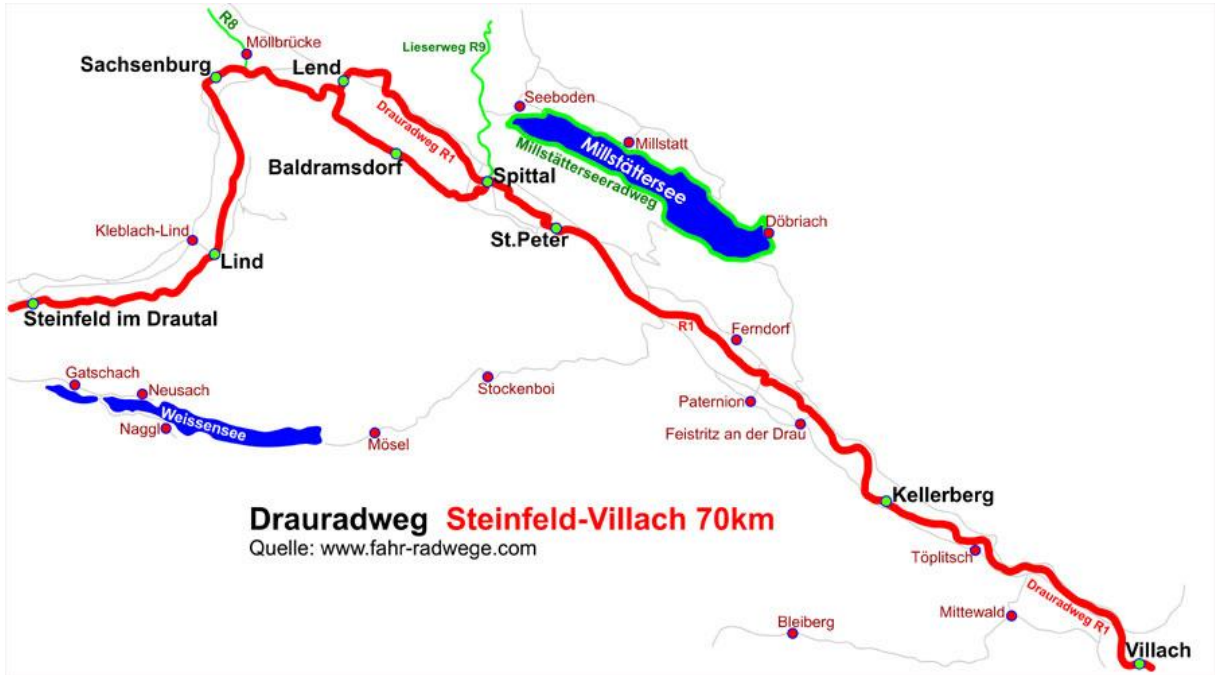 R8
Möllbrücke
Sachsenburg
Lend
Lieserweg R9
Seeboden
Drauradweg R1
Millstatt
Millstättersee
Baldramsdorf
Spittal
Millstätterseeradweg
Döbriach
Kleblach-Lind
St.Peter
Lind
Steinfeld im Drautal
R1
Ferndorf
Gatschach
Neusach
Stockenboi
Paternion
Weissensee
Naggl
Mösel
Feistritz an der Drau
Kellerberg
Drauradweg Steinfeld-Villach 70km
Quelle: www.fahr-radwege.com
Töplitsch
Drauradweg R1
Mittewald
Bleiberg
Villach